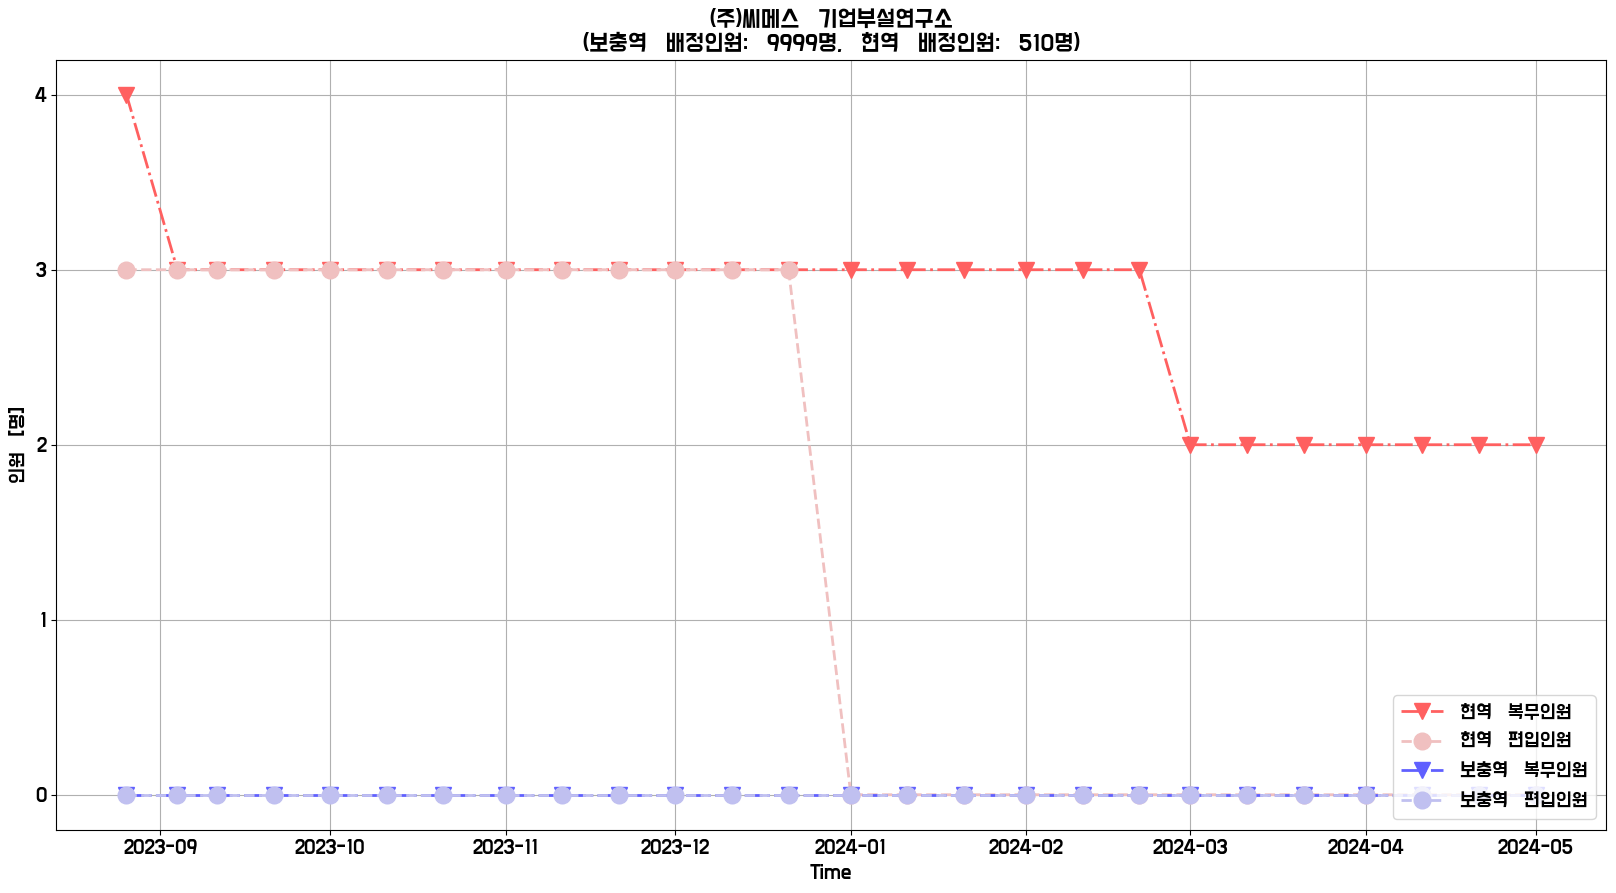 (주)씨메스 기업부설연구소
(보충역 배정인원: 9999명, 현역 배정인원: 510명)
4
3
2
1
0
인원 [명]
2023-09 2023-10 2023-11 2023-12 2024-01 2024-02 2024-03 2024-04 2024-05
Time
현역 복무인원
현역 편입인원
보충역 복무인원
보충역 편입인원